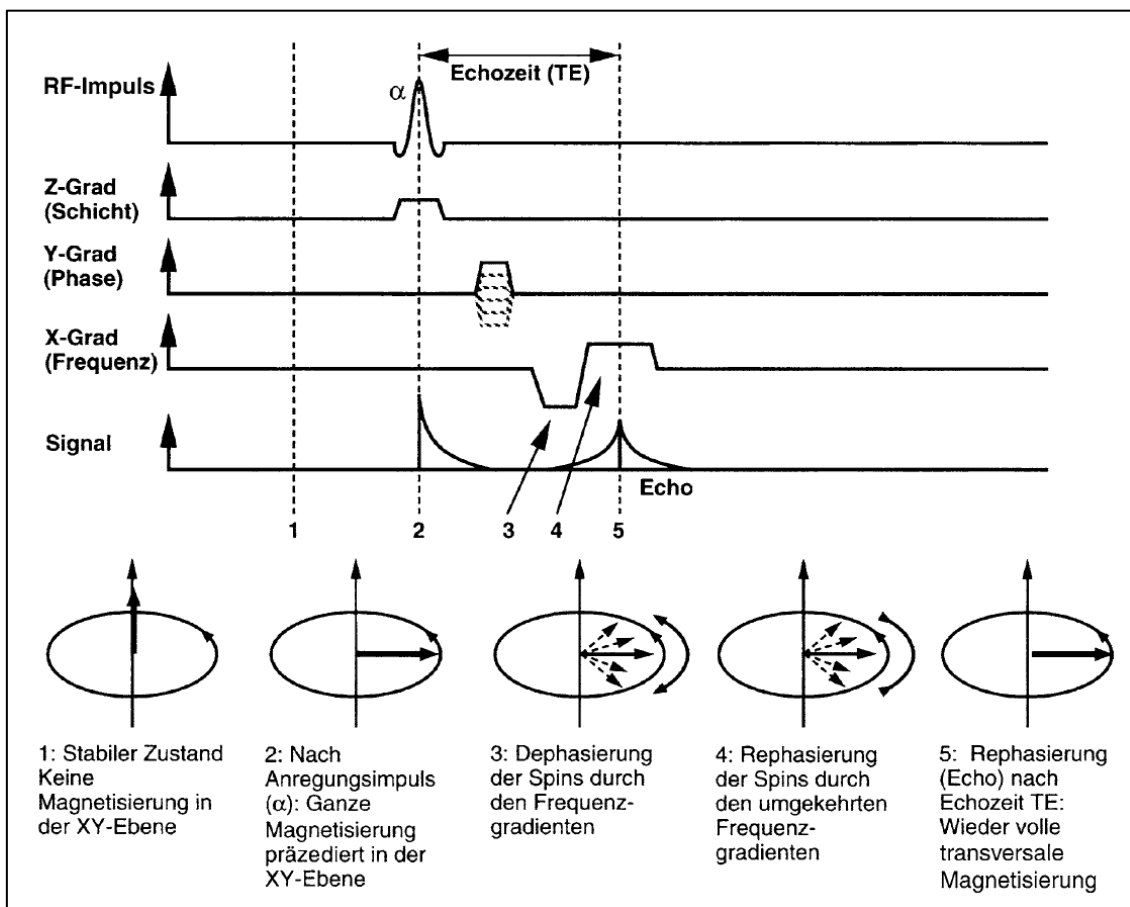 Echozeit (TE)
RF-Impuls
α
Z-Grad
(Schicht)
Y-Grad
(Phase)
X-Grad
(Frequenz)
Signal
Echo
1
2
3
4
5
1: Stabiler Zustand
Keine
Magnetisierung in
der XY-Ebene
2: Nach
Anregungsimpuls
(α): Ganze
Magnetisierung
präzediert in der
XY-Ebene
3: Dephasierung
der Spins durch
den Frequenz-
gradienten
4: Rephasierung
der Spins durch
den umgekehrten
Frequenz-
gradienten
5: Rephasierung
(Echo) nach
Echozeit TE:
Wieder volle
transversale
Magnetisierung